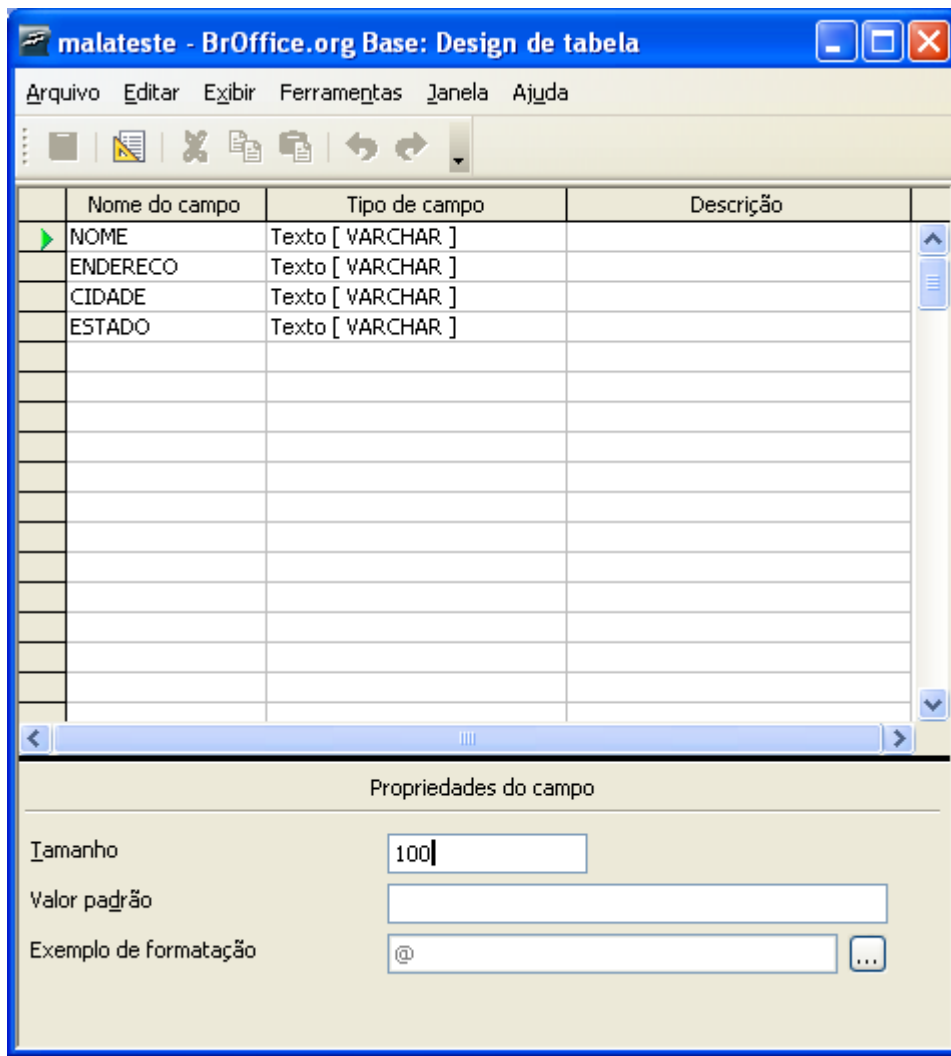 malateste - BrOffice.org Base: Design de tabela
Arquivo Editar Exibir Ferramentas Janela Ajuda
Nome do campo Tipo de campo Descrição
NOME Texto [ VARCHAR ]
ENDERECO Texto [ VARCHAR ]
CIDADE Texto [ VARCHAR ]
ESTADO Texto [ VARCHAR ]
Propriedades do campo
Tamanho 100
Valor padrão
Exemplo de formatação @ ...